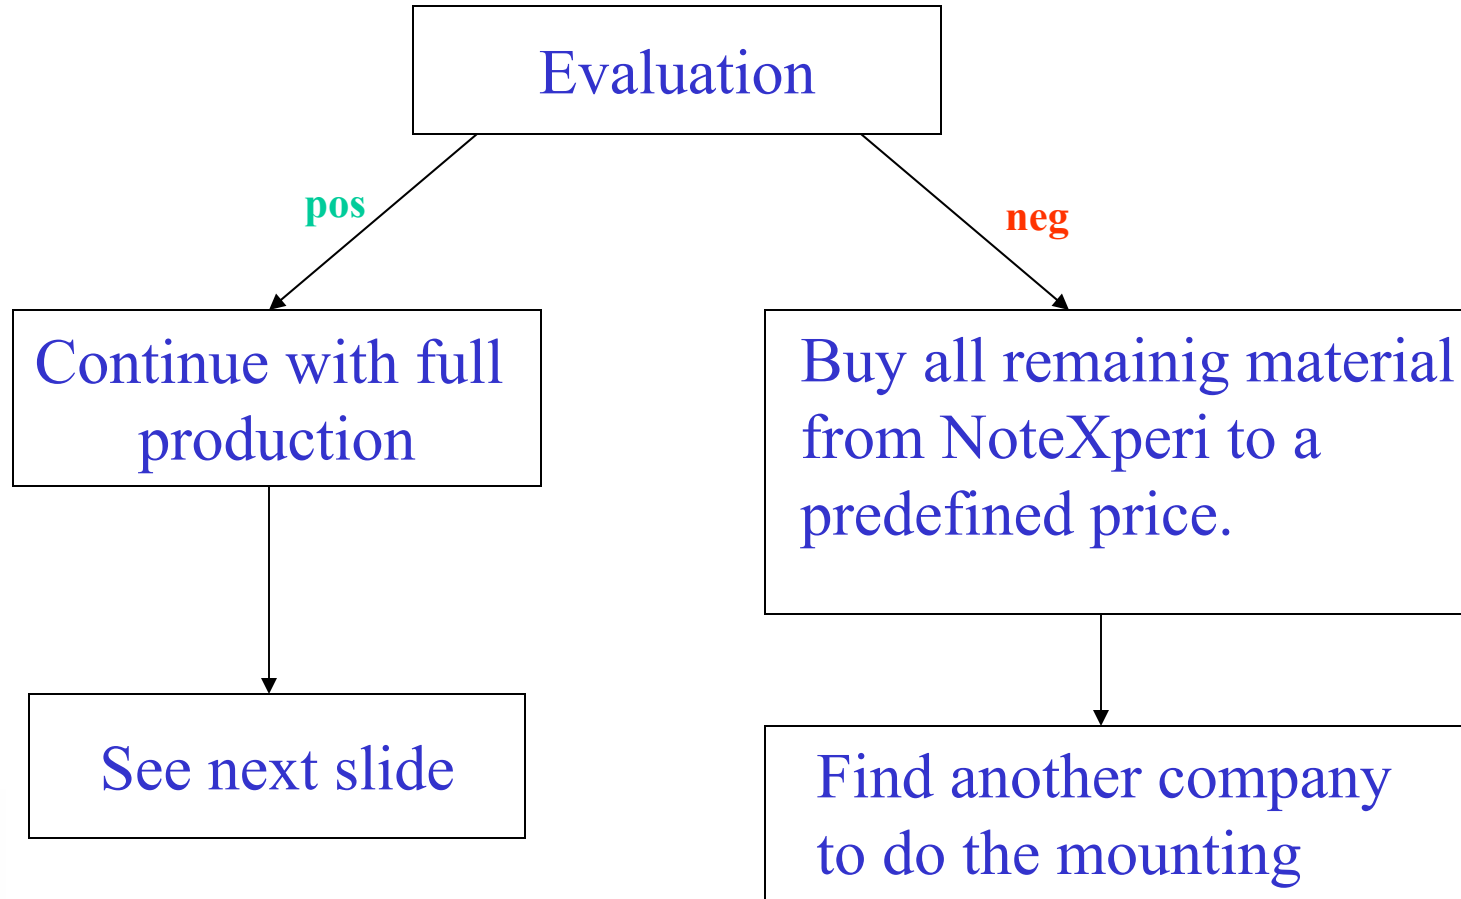 Evaluation
pos
neg
Continue with full
production
Buy all remainig material
from NoteXperi to a
predefined price.
See next slide
Find another company
to do the mounting